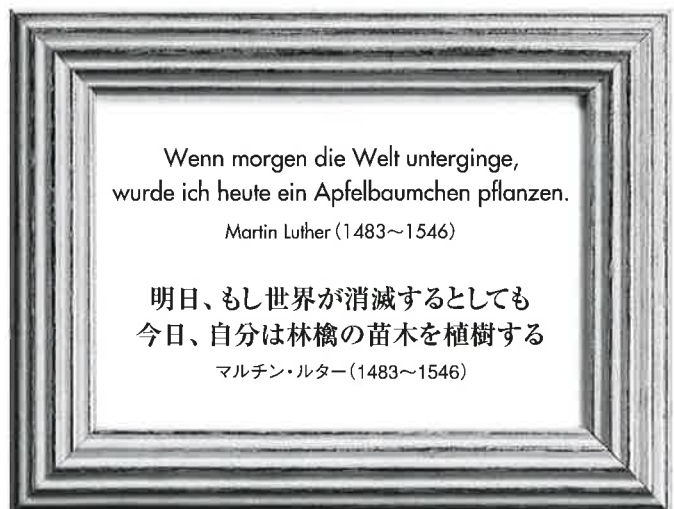 Wenn morgen die Welt unterginge,
wurde ich heute ein Apfelbaumchen pflanzen.
Martin Luther（1483〜1546）
明日、もし世界が消滅するとしても
今日、自分は林檎の苗木を植樹する
マルチン・ルター（1483〜1546）